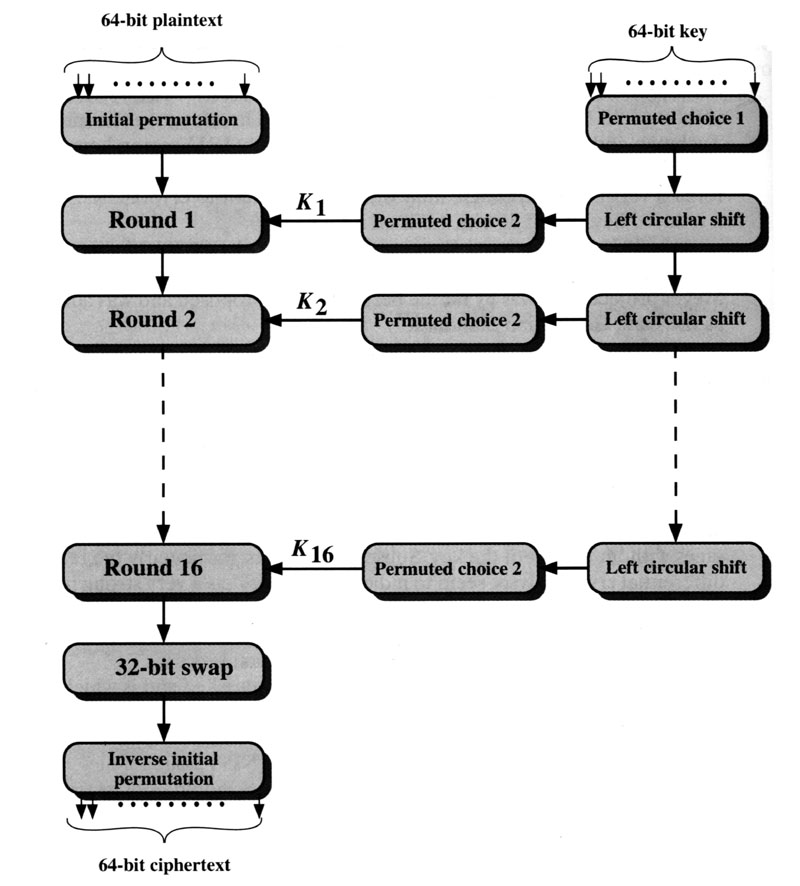 64-bit plaintext
64-bit key
Initial permutation
Permuted choice 1
Round 1
K1
Permuted choice 2
Left circular shift
Round 2
K2
Permuted choice 2
Left circular shift
Round 16
K16
Permuted choice 2
Left circular shift
32-bit swap
Inverse initial
permutation
64-bit ciphertext